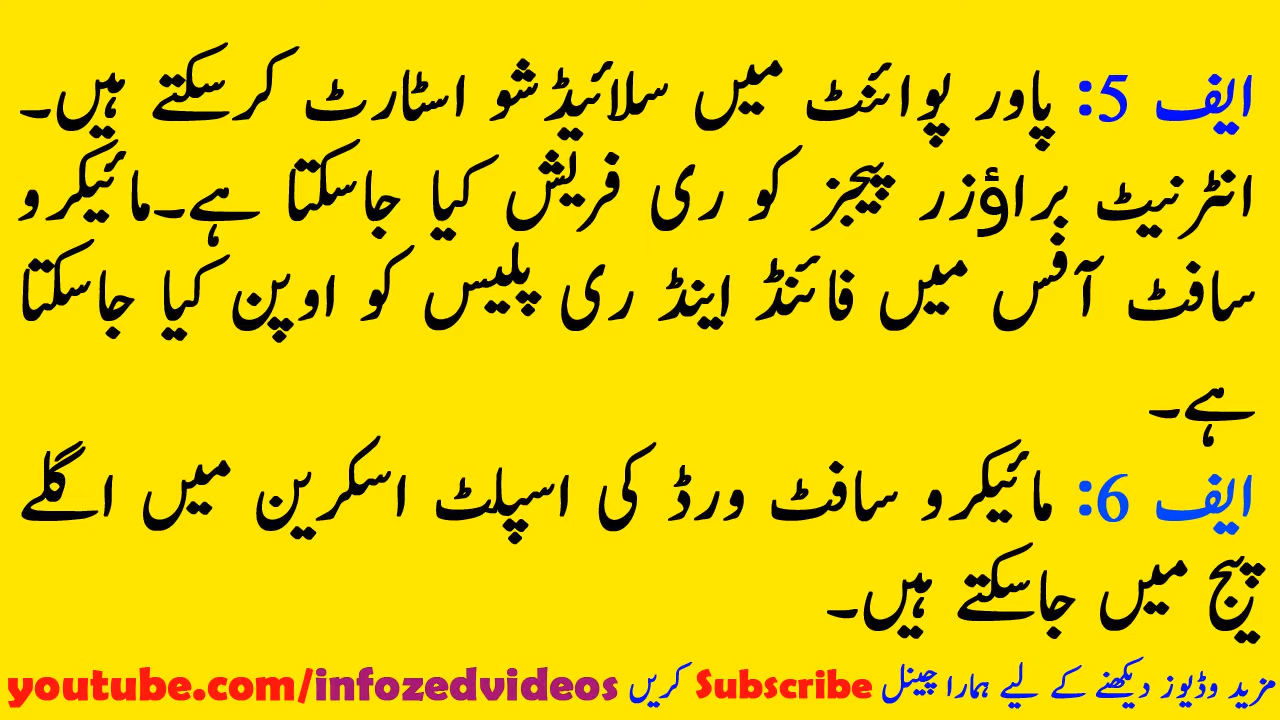 ایف 5: پاور پوائنٹ میں سلائیڈ شو اسٹارٹ کرسکتے ہیں۔
انٹرنیٹ براؤزر پیجز کو ری فریش کیا جاسکتا ہے۔مائیکرو
سافٹ آفس میں فائنڈ اینڈ ری پلیس کو اوپن کیا جاسکتا
ہے۔
ایف 6: مائیکرو سافٹ ورڈ کی اسپلٹ اسکرین میں اگلے
پیج میں جاسکتے ہیں۔
مزید وڈیوز دیکھنے کے لیے ہمارا چینل Subscribe کریں youtube.com/infozedvideos